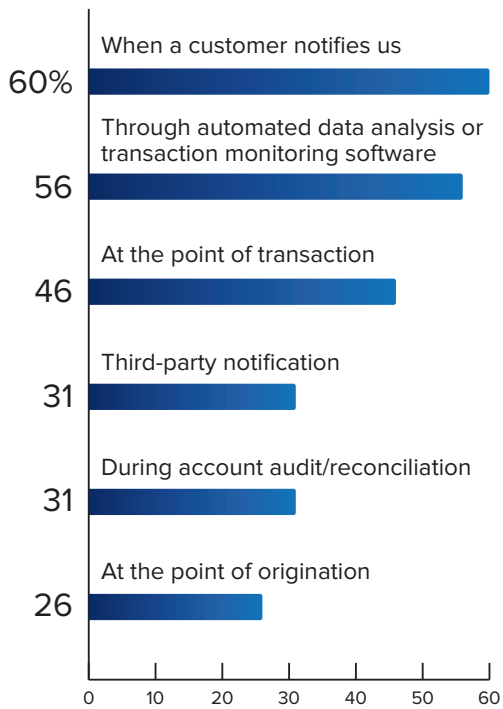 When a customer notifies us
60%
Through automated data analysis or
transaction monitoring software
56
At the point of transaction
46
Third-party notification
31
During account audit/reconciliation
31
At the point of origination
26
0 10 20 30 40 50 60